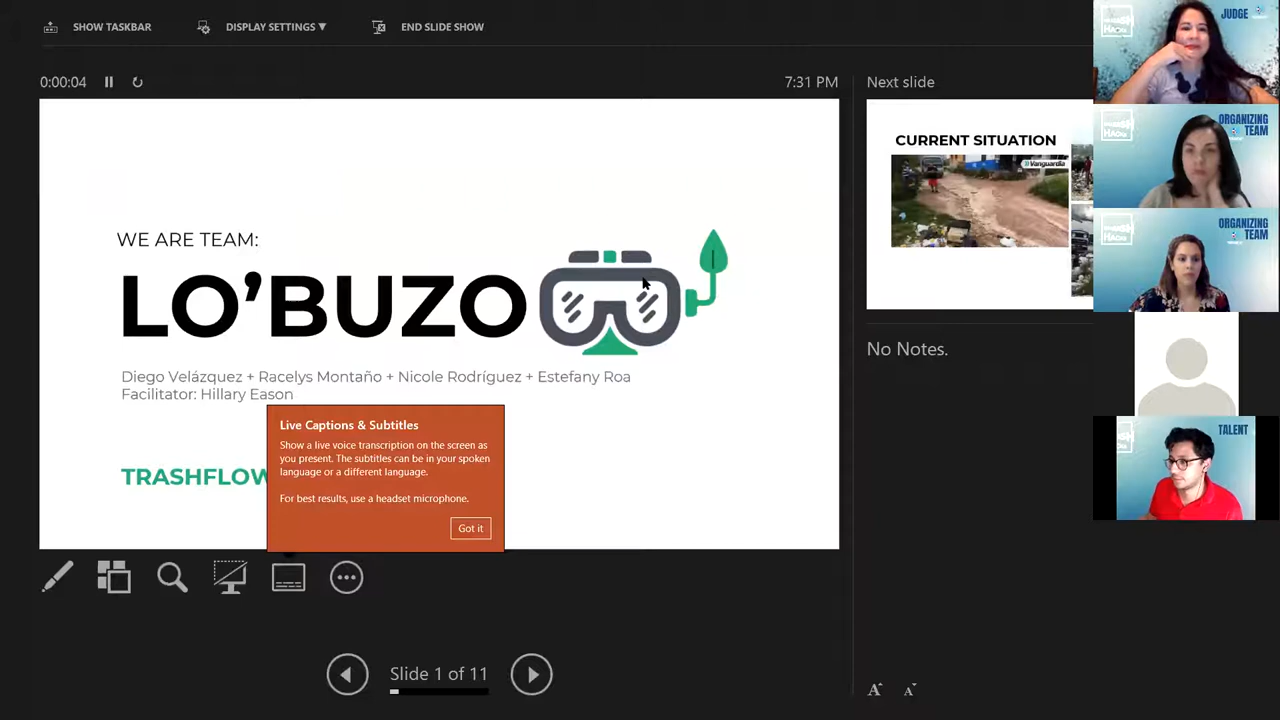 SHOW TASKBAR
DISPLAY SETTINGS ▼
END SLIDE SHOW
0:00:04
7:31 PM
Next slide
WE ARE TEAM:
LO’BUZO
Diego Velázquez + Racelys Montaño + Nicole Rodríguez + Estefany Roa
Facilitator: Hillary Eason
TRASHFLOW
Live Captions & Subtitles
Show a live voice transcription on the screen as
you present. The subtitles can be in your spoken
language or a different language.
For best results, use a headset microphone.
Got it
CURRENT SITUATION
Vanguardia
No Notes.
Slide 1 of 11
A A
JUDGE
ORGANIZING
TEAM
ORGANIZING
TEAM
TALENT